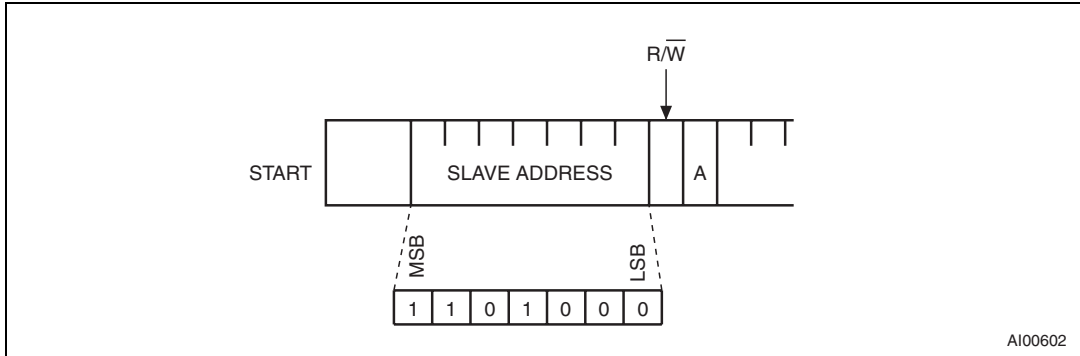 R/W̅
START SLAVE ADDRESS A
MSB LSB
1 1 0 1 0 0 0
AI00602